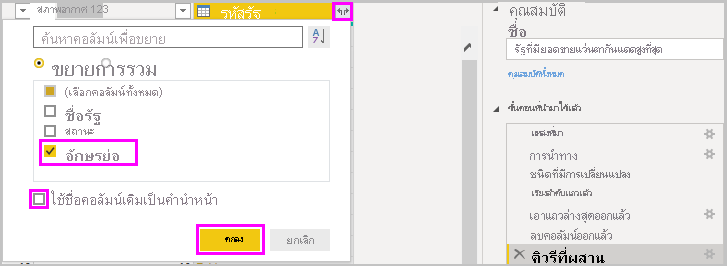 สภาพอากาศ 123
รหัสรัฐ
ค้นหาคอลัมน์เพื่อขยาย
ขยาย การรวม
(เลือกคอลัมน์ทั้งหมด)
ชื่อรัฐ
สถานะ
อักษรย่อ
ใช้ชื่อคอลัมน์เดิมเป็นคำนำหน้า
ตกลง
ยกเลิก
คุณสมบัติ
ชื่อ
รัฐที่มียอดขายแว่นตากันแดดสูงที่สุด
คุณสมบัติทั้งหมด
ขั้นตอนที่นำมาใช้แล้ว
แหล่งที่มา
การนำทาง
ชนิดที่มีการเปลี่ยนแปลง
เรียงลำดับแถวแล้ว
เอาแถวล่างสุดออกแล้ว
ลบคอลัมน์ออกแล้ว
คิวรีที่ผสาน